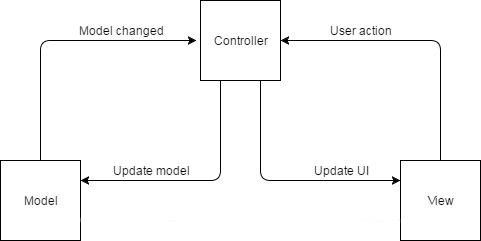 Model changed
Controller
User action
Update model
Update UI
Model
View